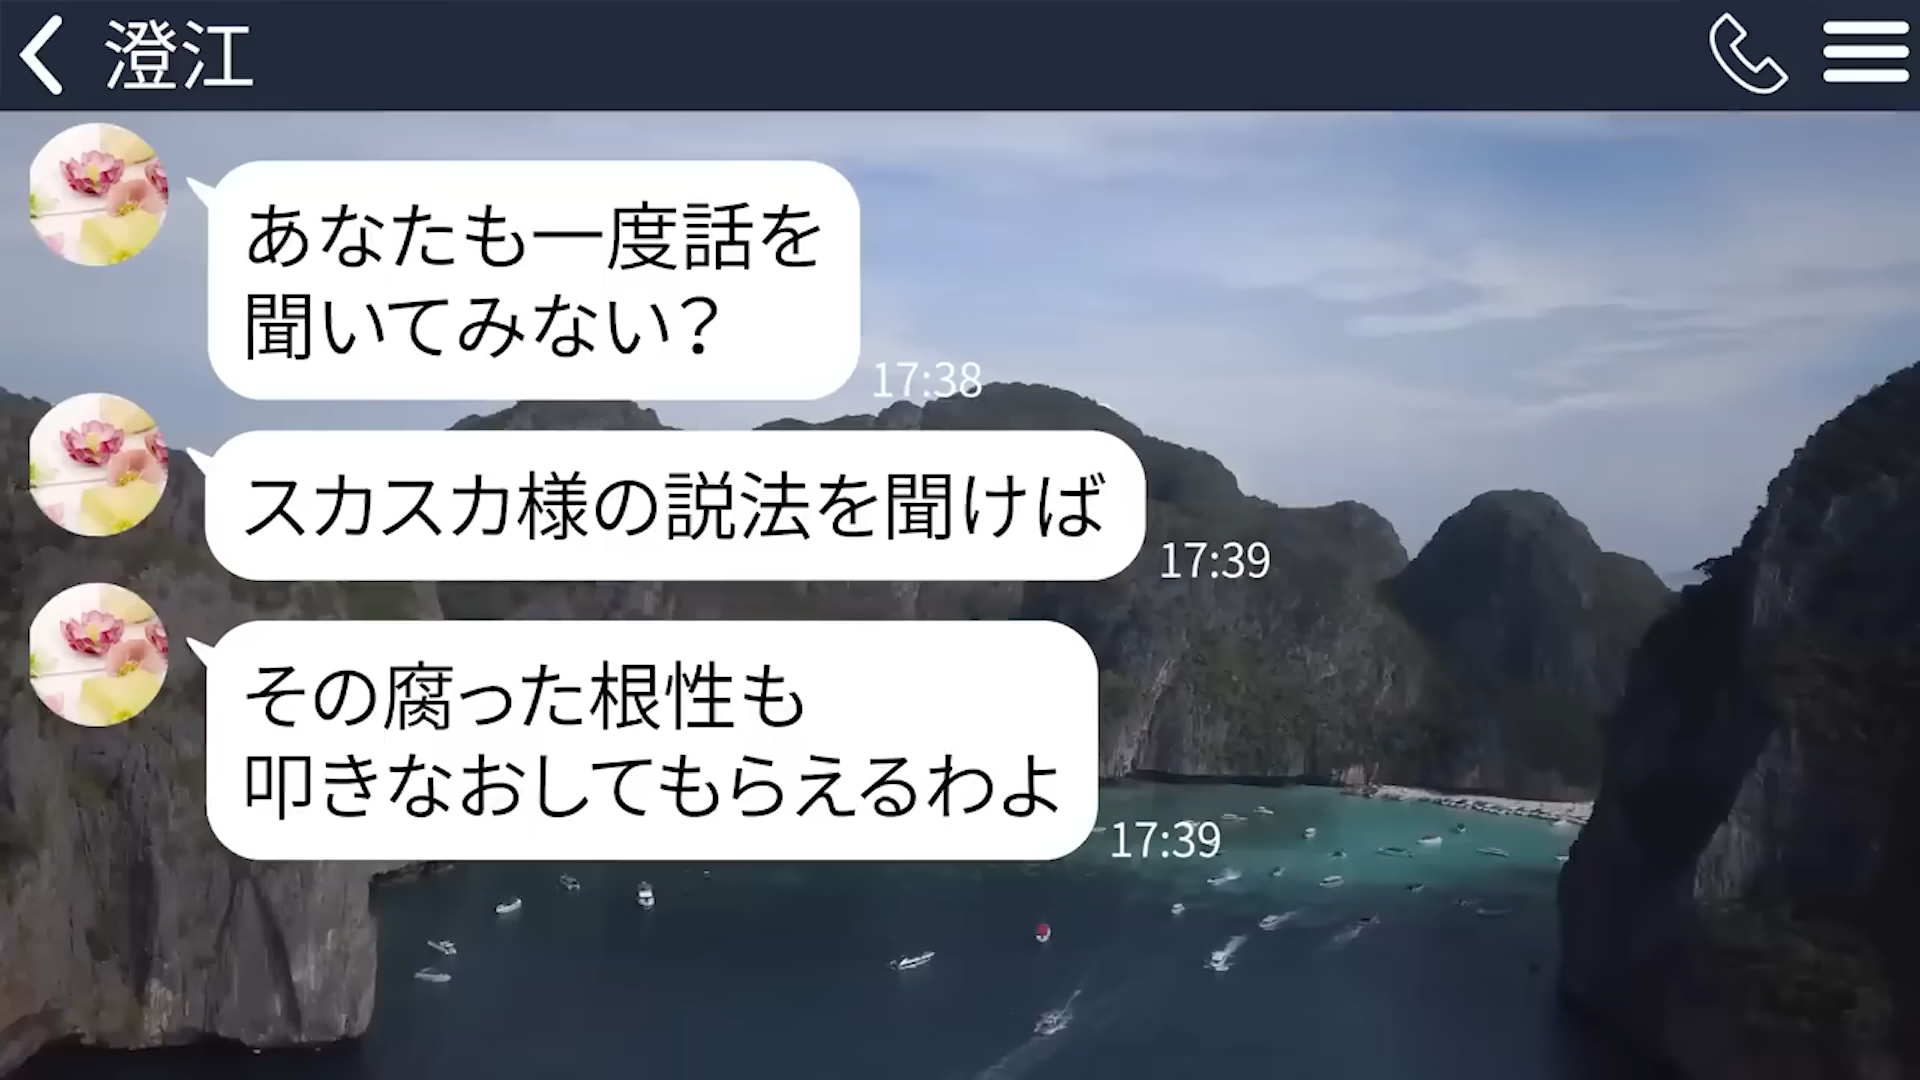 澄江
あなたも一度話を
聞いてみない？
17:38
スカスカ様の説法を聞けば
17:39
その腐った根性も
叩きなおしてもらえるわよ
17:39